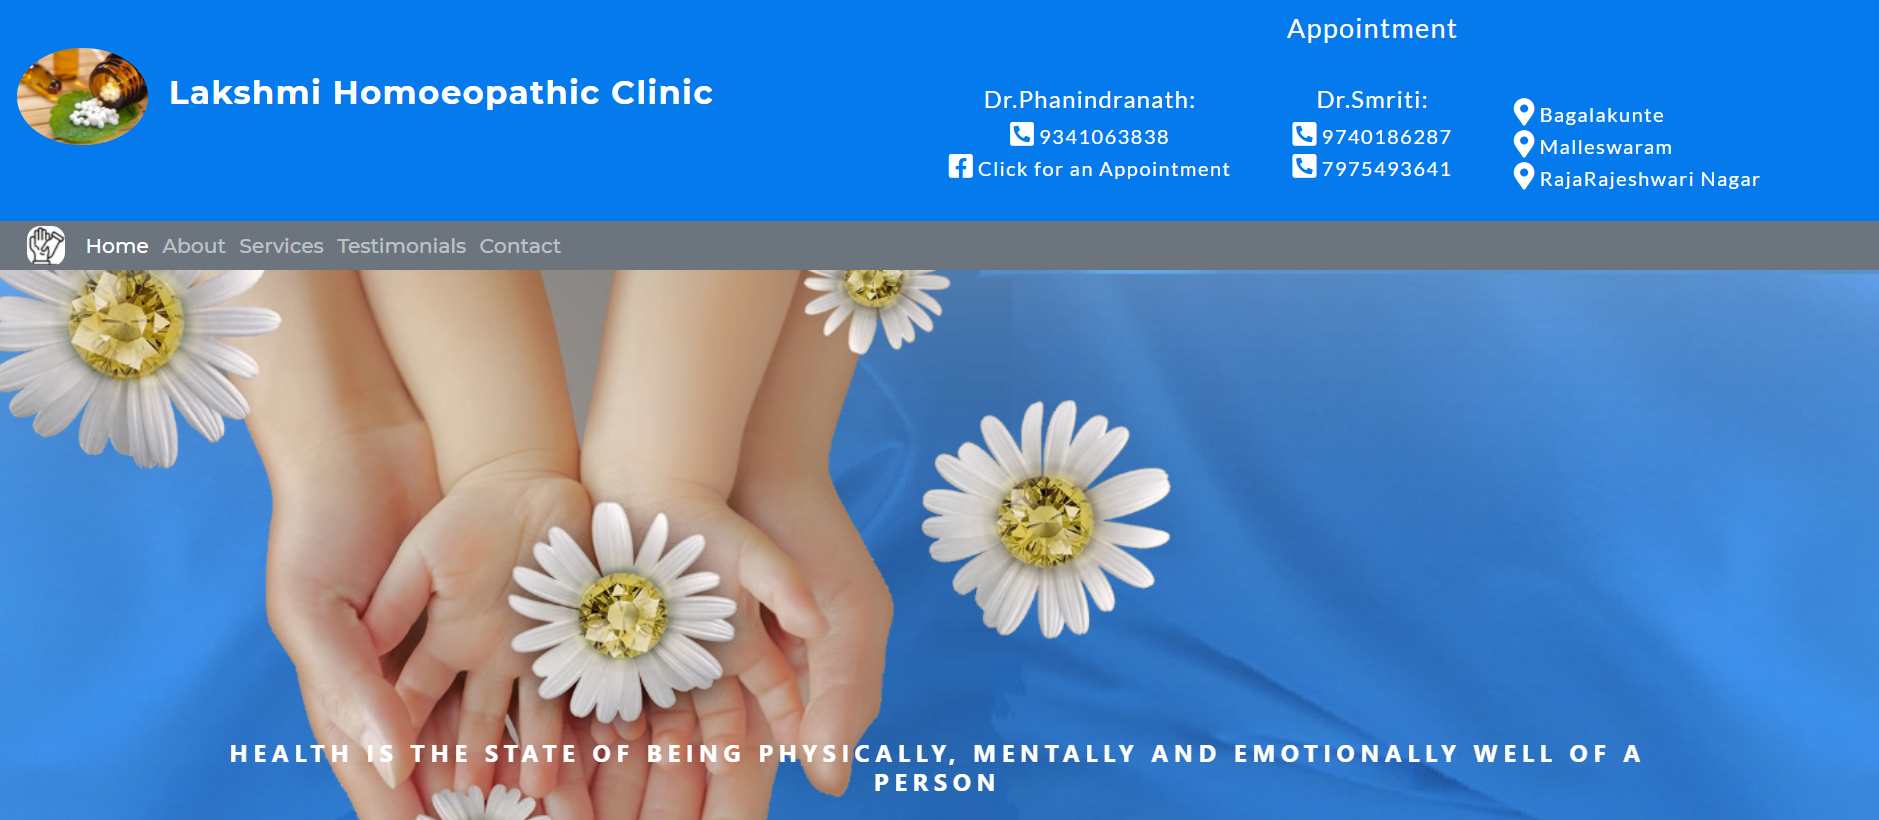 Appointment
Lakshmi Homoeopathic Clinic
Dr.Phanindranath:
9341063838
Click for an Appointment
Dr.Smriti:
9740186287
7975493641
Bagalakunte
Malleswaram
RajaRajeshwari Nagar
Home About Services Testimonials Contact
HEALTH IS THE STATE OF BEING PHYSICALLY, MENTALLY AND EMOTIONALLY WELL OF A
PERSON